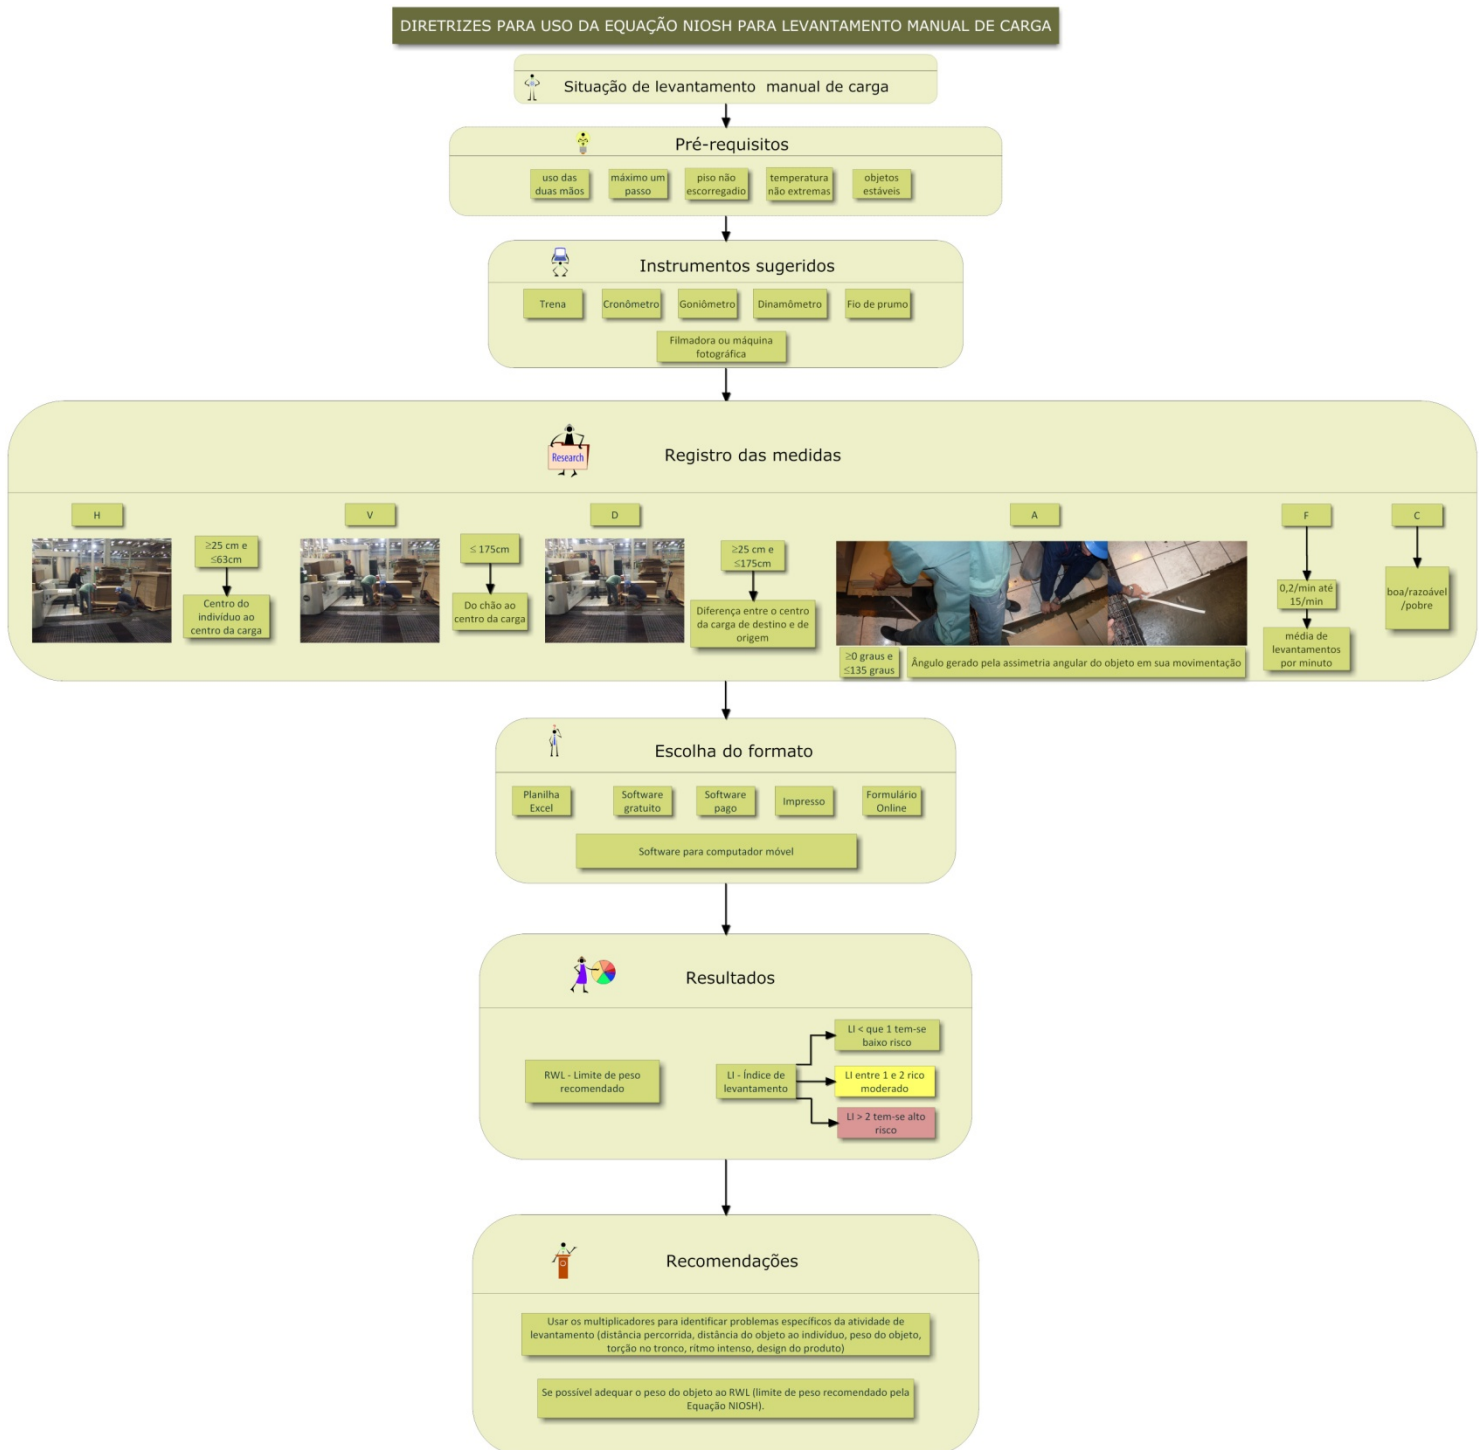 DIRETRIZES PARA USO DA EQUAÇÃO NIOSH PARA LEVANTAMENTO MANUAL DE CARGA
Situação de levantamento manual de carga
Pré-requisitos
uso das
duas mãos
máximo um
passo
piso não
escorregadio
temperatura
não extremas
objetos
estáveis
Instrumentos sugeridos
Trena
Cronômetro
Goniômetro
Dinamômetro
Fio de prumo
Filmadora ou máquina
fotográfica
Research
Registro das medidas
H
≥25 cm e
≤63cm
Centro do
indivíduo ao
centro da carga
V
≤ 175cm
Do chão ao
centro da carga
D
≥25 cm e
≤175cm
Diferença entre o centro
da carga de destino e de
origem
A
≥0 graus e
≤135 graus
Ângulo gerado pela assimetria angular do objeto em sua movimentação
F
0,2/min até
15/min
média de
levantamentos
por minuto
C
boa/razoável
/pobre
Escolha do formato
Planilha
Excel
Software
gratuito
Software
pago
Impresso
Formulário
Online
Software para computador móvel
Resultados
RWL - Limite de peso
recomendado
LI - Índice de
levantamento
LI < que 1 tem-se
baixo risco
LI entre 1 e 2 rico
moderado
LI > 2 tem-se alto
risco
Recomendações
Usar os multiplicadores para identificar problemas específicos da atividade de
levantamento (distância percorrida, distância do objeto ao indivíduo, peso do objeto,
torção no tronco, ritmo intenso, design do produto)
Se possível adequar o peso do objeto ao RWL (limite de peso recomendado pela
Equação NIOSH).